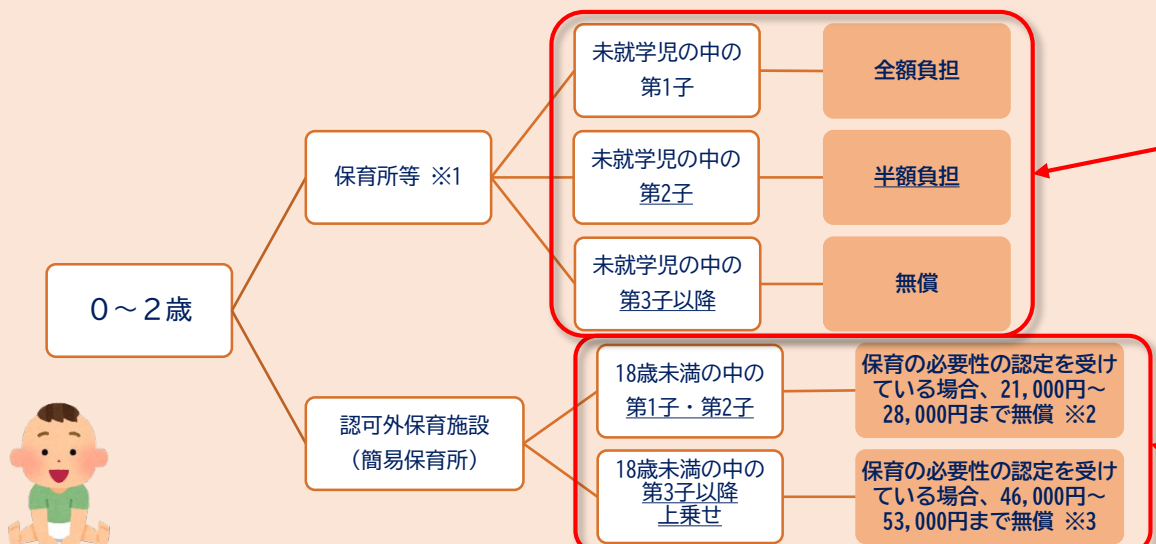 0～2歳
保育所等 ※1
未就学児の中の
第1子
全額負担
未就学児の中の
第2子
半額負担
未就学児の中の
第3子以降
無償
認可外保育施設
（簡易保育所）
18歳未満の中の
第1子・第2子
保育の必要性の認定を受け
ている場合、21,000円～
28,000円まで無償 ※2
18歳未満の中の
第3子以降
上乗せ
保育の必要性の認定を受け
ている場合、46,000円～
53,000円まで無償 ※3